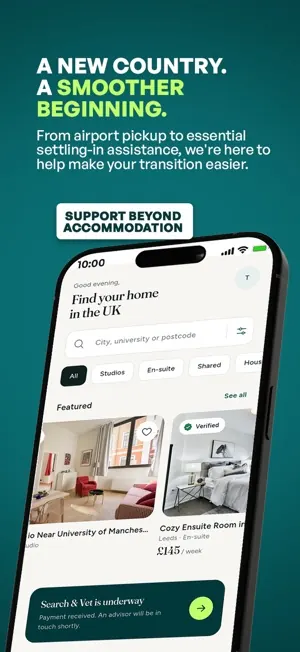 A NEW COUNTRY.
A SMOOTHER
BEGINNING.
From airport pickup to essential
settling-in assistance, we're here to
help make your transition easier.
SUPPORT BEYOND
ACCOMMODATION
10:00
Good evening,
T
Find your home
in the UK
City, university or postcode
All
Studios
En-suite
Shared
Hous
Featured
See all
Verified
io Near University of Manches...
udio
Cozy Ensuite Room in
Leeds · En-suite
£145 / week
Search & Vet is underway
Payment received. An advisor will be in
touch shortly.